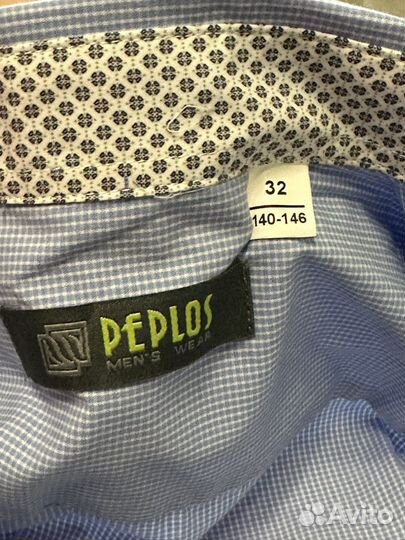 32
140-146
PEPLOS
MEN'S WEAR
Avito